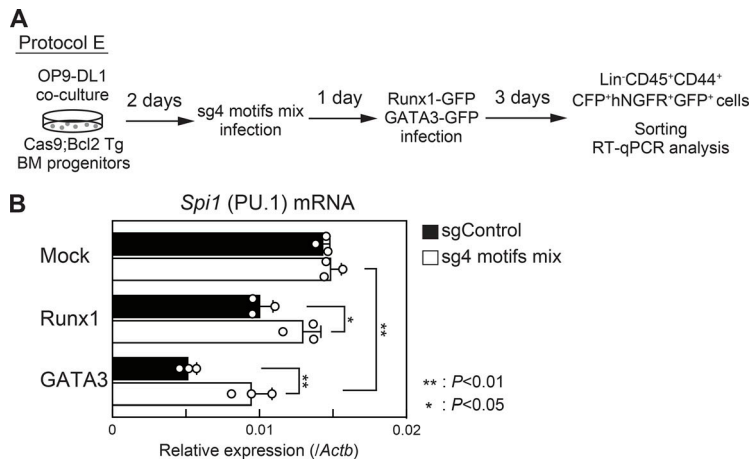 A
Protocol E
OP9-DL1
co-culture
Cas9;Bcl2 Tg
BM progenitors
2 days
sg4 motifs mix
infection
1 day
Runx1-GFP
GATA3-GFP
infection
3 days
Lin⁻CD45⁺CD44⁺
CFP⁺hNGFR⁺GFP⁺ cells
Sorting
RT-qPCR analysis
B
Spi1 (PU.1) mRNA
sgControl
sg4 motifs mix
Mock
Runx1
GATA3
*
**
**
** : P<0.01
* : P<0.05
0
0.01
0.02
Relative expression (/Actb)